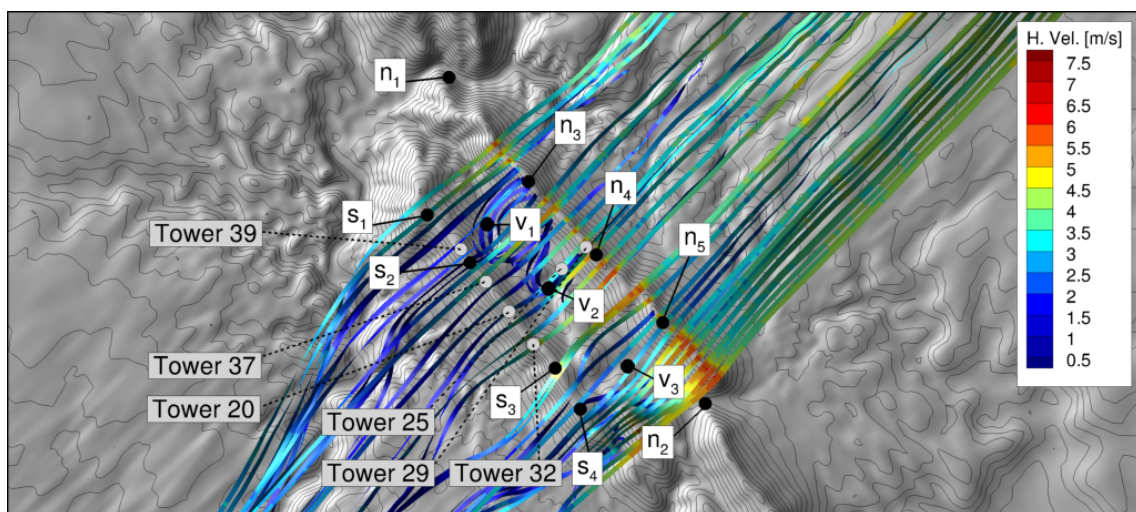 H. Vel. [m/s]
7.5
7
6.5
6
5.5
5
4.5
4
3.5
3
2.5
2
1.5
1
0.5
n₁
n₃
n₄
s₁
v₁
Tower 39
n₅
s₂
v₂
Tower 37
v₃
s₃
Tower 20
Tower 25
n₂
Tower 29
Tower 32
s₄